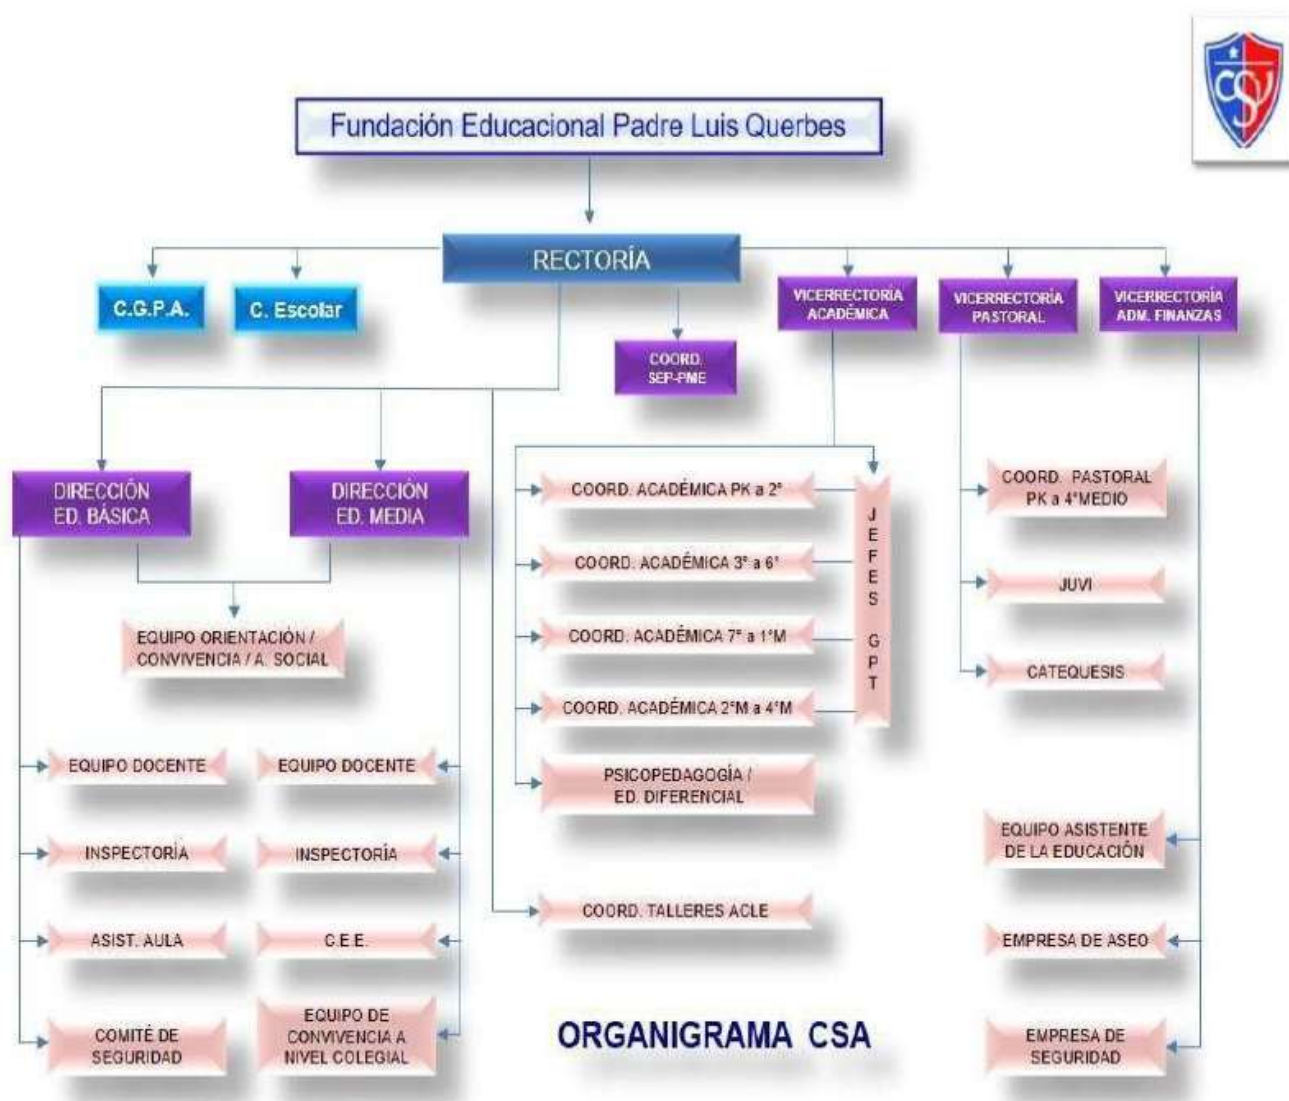 CSV
Fundación Educacional Padre Luis Querbes
RECTORÍA
C.G.P.A.
C. Escolar
VICERRECTORÍA
ACADÉMICA
VICERRECTORÍA
PASTORAL
VICERRECTORÍA
ADM. FINANZAS
COORD.
SEP-PME
DIRECCIÓN
ED. BÁSICA
DIRECCIÓN
ED. MEDIA
EQUIPO ORIENTACIÓN /
CONVIVENCIA / A. SOCIAL
EQUIPO DOCENTE
INSPECTORÍA
ASIST. AULA
COMITÉ DE
SEGURIDAD
EQUIPO DOCENTE
INSPECTORÍA
C.E.E.
EQUIPO DE
CONVIVENCIA A
NIVEL COLEGIAL
COORD. ACADÉMICA PK a 2°
COORD. ACADÉMICA 3° a 6°
COORD. ACADÉMICA 7° a 1°M
COORD. ACADÉMICA 2°M a 4°M
PSICOPEDAGOGÍA /
ED. DIFERENCIAL
JEFES GPT
COORD. TALLERES ACLE
COORD. PASTORAL
PK a 4°MEDIO
JUVI
CATEQUESIS
EQUIPO ASISTENTE
DE LA EDUCACIÓN
EMPRESA DE ASEO
EMPRESA DE
SEGURIDAD
ORGANIGRAMA CSA